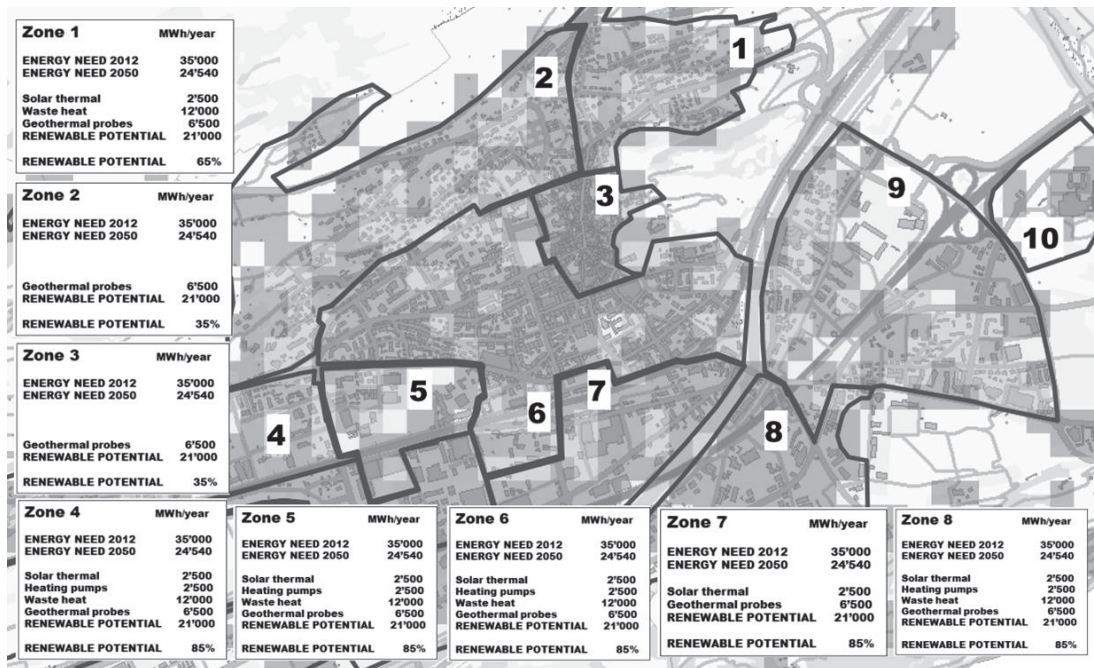 Zone 1 MWh/year
ENERGY NEED 2012 35'000
ENERGY NEED 2050 24'540
Solar thermal 2'500
Waste heat 12'000
Geothermal probes 6'500
RENEWABLE POTENTIAL 21'000
RENEWABLE POTENTIAL 65%
Zone 2 MWh/year
ENERGY NEED 2012 35'000
ENERGY NEED 2050 24'540
Geothermal probes 6'500
RENEWABLE POTENTIAL 21'000
RENEWABLE POTENTIAL 35%
Zone 3 MWh/year
ENERGY NEED 2012 35'000
ENERGY NEED 2050 24'540
Geothermal probes 6'500
RENEWABLE POTENTIAL 21'000
RENEWABLE POTENTIAL 35%
1
2
3
9
10
5
7
6
4
8
Zone 4 MWh/year
ENERGY NEED 2012 35'000
ENERGY NEED 2050 24'540
Solar thermal 2'500
Heating pumps 2'500
Waste heat 12'000
Geothermal probes 6'500
RENEWABLE POTENTIAL 21'000
RENEWABLE POTENTIAL 85%
Zone 5 MWh/year
ENERGY NEED 2012 35'000
ENERGY NEED 2050 24'540
Solar thermal 2'500
Heating pumps 2'500
Waste heat 12'000
Geothermal probes 6'500
RENEWABLE POTENTIAL 21'000
RENEWABLE POTENTIAL 85%
Zone 6 MWh/year
ENERGY NEED 2012 35'000
ENERGY NEED 2050 24'540
Solar thermal 2'500
Heating pumps 2'500
Waste heat 12'000
Geothermal probes 6'500
RENEWABLE POTENTIAL 21'000
RENEWABLE POTENTIAL 85%
Zone 7 MWh/year
ENERGY NEED 2012 35'000
ENERGY NEED 2050 24'540
Solar thermal 2'500
Geothermal probes 6'500
RENEWABLE POTENTIAL 21'000
RENEWABLE POTENTIAL 85%
Zone 8 MWh/year
ENERGY NEED 2012 35'000
ENERGY NEED 2050 24'540
Solar thermal 2'500
Heating pumps 2'500
Waste heat 12'000
Geothermal probes 6'500
RENEWABLE POTENTIAL 21'000
RENEWABLE POTENTIAL 85%